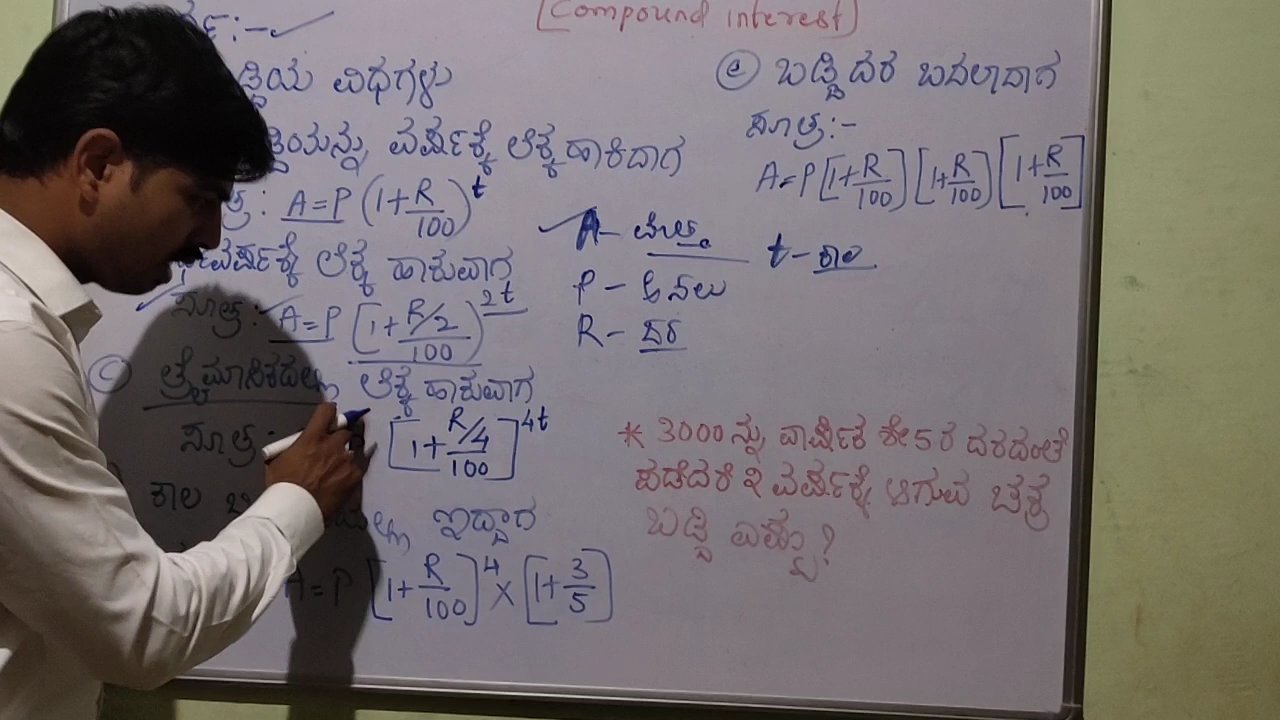 [Compound interest]
:-
ವಿಧಗಳು
ವರ್ಷಕ್ಕೆ ಲೆಕ್ಕ ಹಾಕಿದಾಗ
: A=P (1+R/100)^t
ವರ್ಷಕ್ಕೆ ಲೆಕ್ಕ ಹಾಕುವಾಗ
ಸೂತ್ರ: A=P [1+R/2/100]^2t
C ತ್ರೈಮಾಸಿಕದಲ್ಲಿ ಲೆಕ್ಕ ಹಾಕುವಾಗ
ಸೂತ್ರ: [1+R/4/100]^4t
ಕಾಲ ಇದ್ದಾಗ
A=P [1+R/100]^4 × [1+3/5]
A- ಮೊತ್ತ
t- ಕಾಲ
P- ಅಸಲು
R- ದರ
e ಬಡ್ಡಿ ದರ ಬದಲಾದಾಗ
ಸೂತ್ರ:-
A=P[1+R/100][1+R/100][1+R/100]
* 3000 ನ್ನು ವಾರ್ಷಿಕ ಶೇ 5 ರ ದರದಂತೆ
ಪಡೆದರೆ ೩ ವರ್ಷಕ್ಕೆ ಆಗುವ ಚಕ್ರ
ಬಡ್ಡಿ ಎಷ್ಟು?